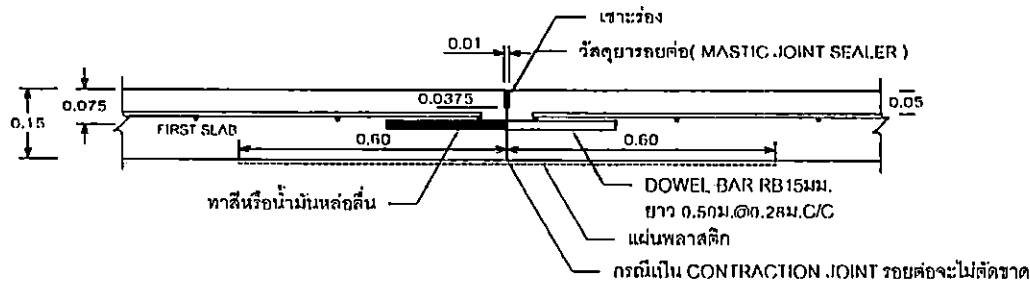 เซาะร่อง
0.01
วัสดุยารอยต่อ( MASTIC JOINT SEALER )
0.075
0.0375
0.05
0.15
FIRST SLAB
0.60
0.60
ทาสีหรือน้ำมันหล่อลื่น
DOWEL BAR RB15มม.
ยาว 0.50ม.@0.28ม.C/C
แผ่นพลาสติก
กรณีเป็น CONTRACTION JOINT รอยต่อจะไม่ตัดขาด